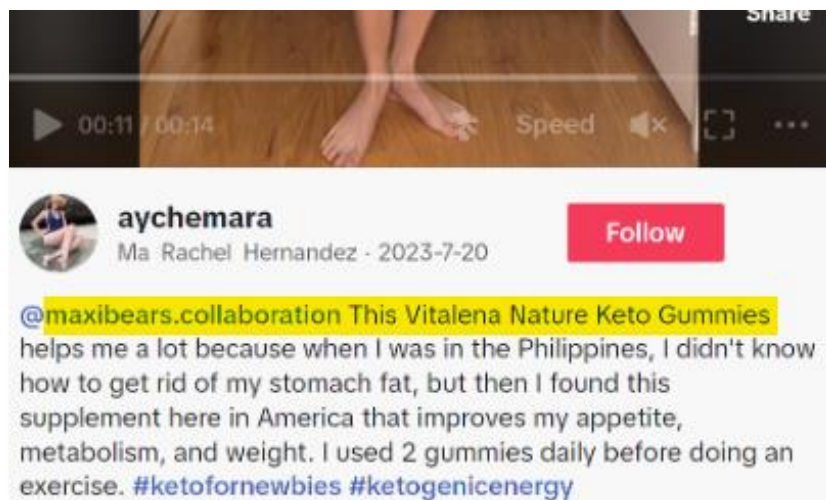 Share
00:11 / 00:14 Speed
aychemara
Ma Rachel Hernandez · 2023-7-20
Follow
@maxibears.collaboration This Vitalena Nature Keto Gummies
helps me a lot because when I was in the Philippines, I didn't know
how to get rid of my stomach fat, but then I found this
supplement here in America that improves my appetite,
metabolism, and weight. I used 2 gummies daily before doing an
exercise. #ketofornewbies #ketogenicenergy